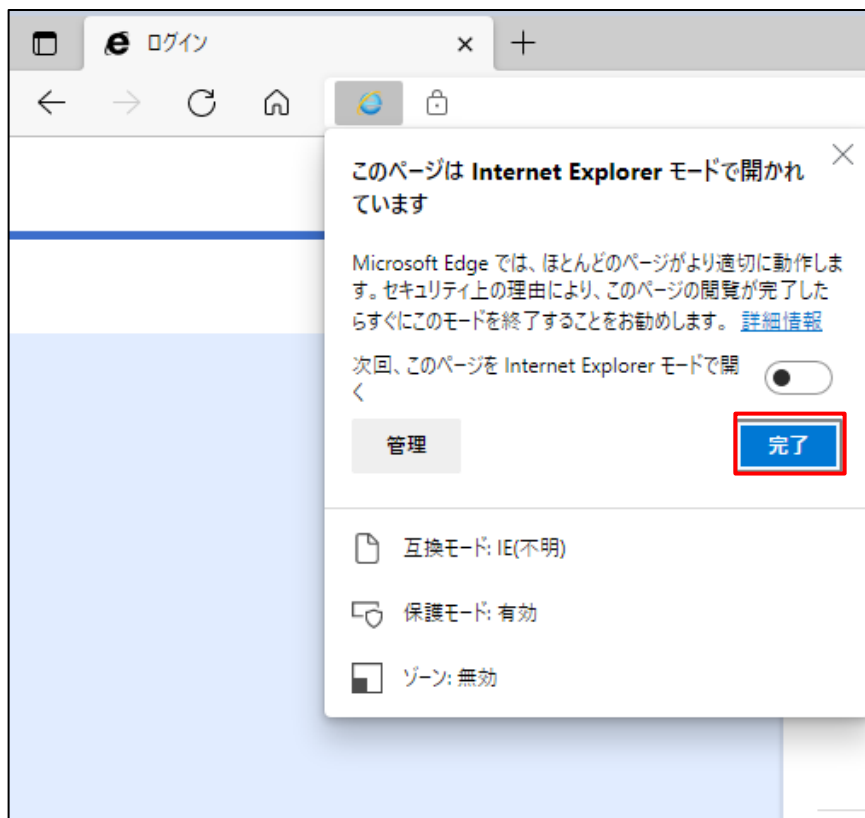 ログイン
このページは Internet Explorer モードで開かれ
ています
Microsoft Edge では、ほとんどのページがより適切に動作しま
す。セキュリティ上の理由により、このページの閲覧が完了した
らすぐにこのモードを終了することをお勧めします。 詳細情報
次回、このページを Internet Explorer モードで開
く
管理
完了
互換モード: IE(不明)
保護モード: 有効
ゾーン: 無効